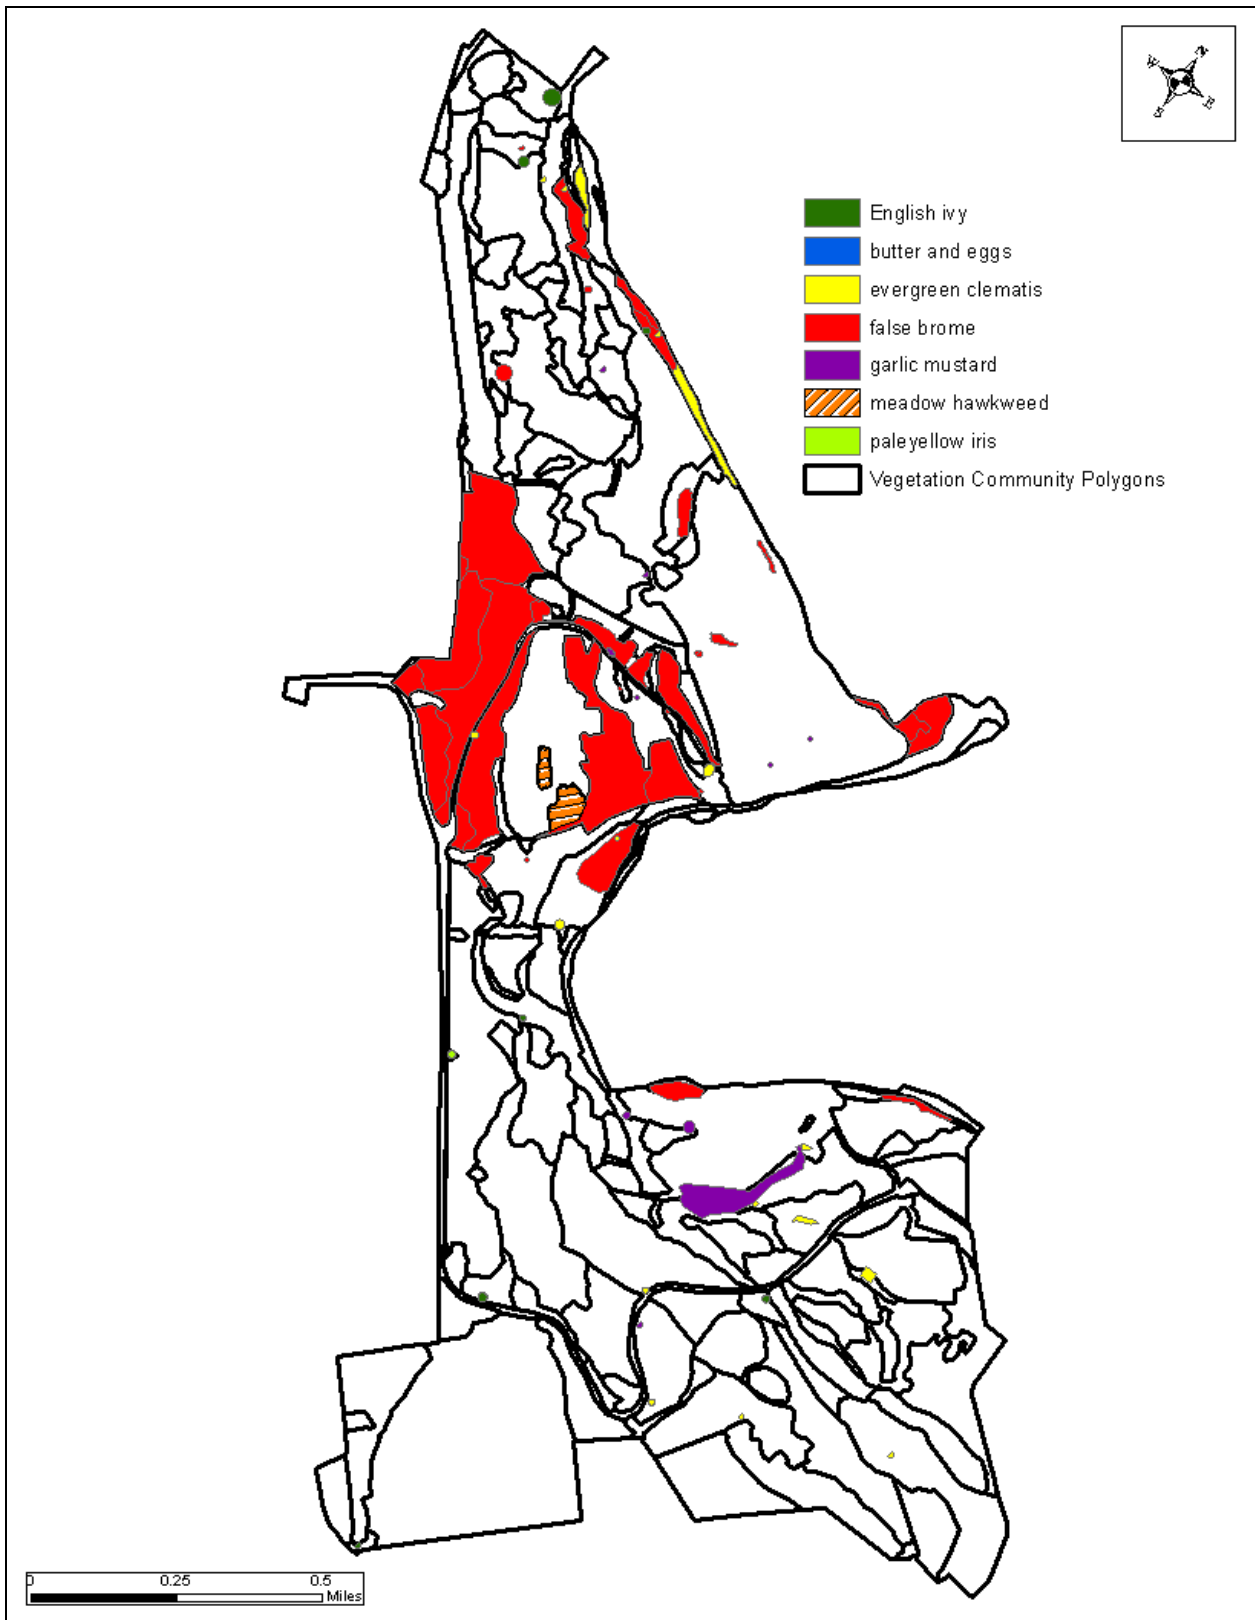 W N
S E
English ivy
butter and eggs
evergreen clematis
false brome
garlic mustard
meadow hawkweed
paleyellow iris
Vegetation Community Polygons
0 0.25 0.5
Miles